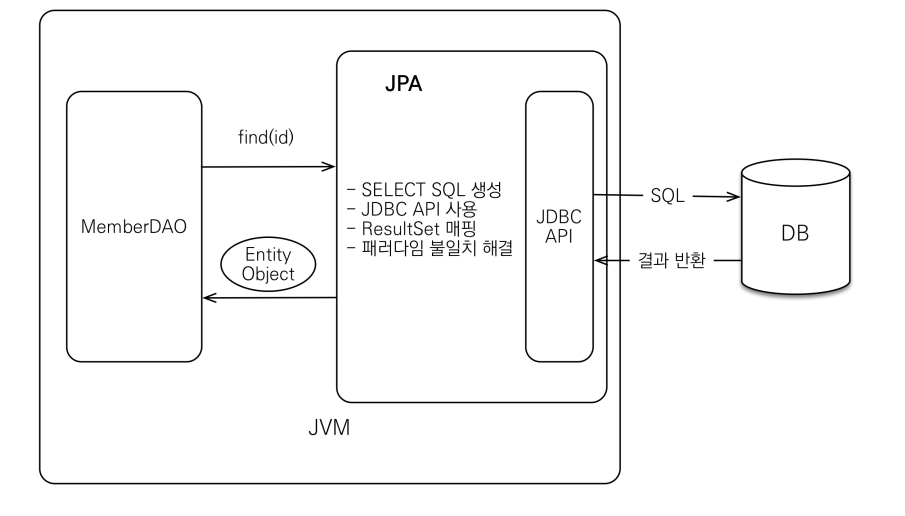 JPA
find(id)
- SELECT SQL 생성
- JDBC API 사용
- ResultSet 매핑
- 패러다임 불일치 해결
MemberDAO
Entity
Object
JDBC
API
SQL
결과 반환
DB
JVM